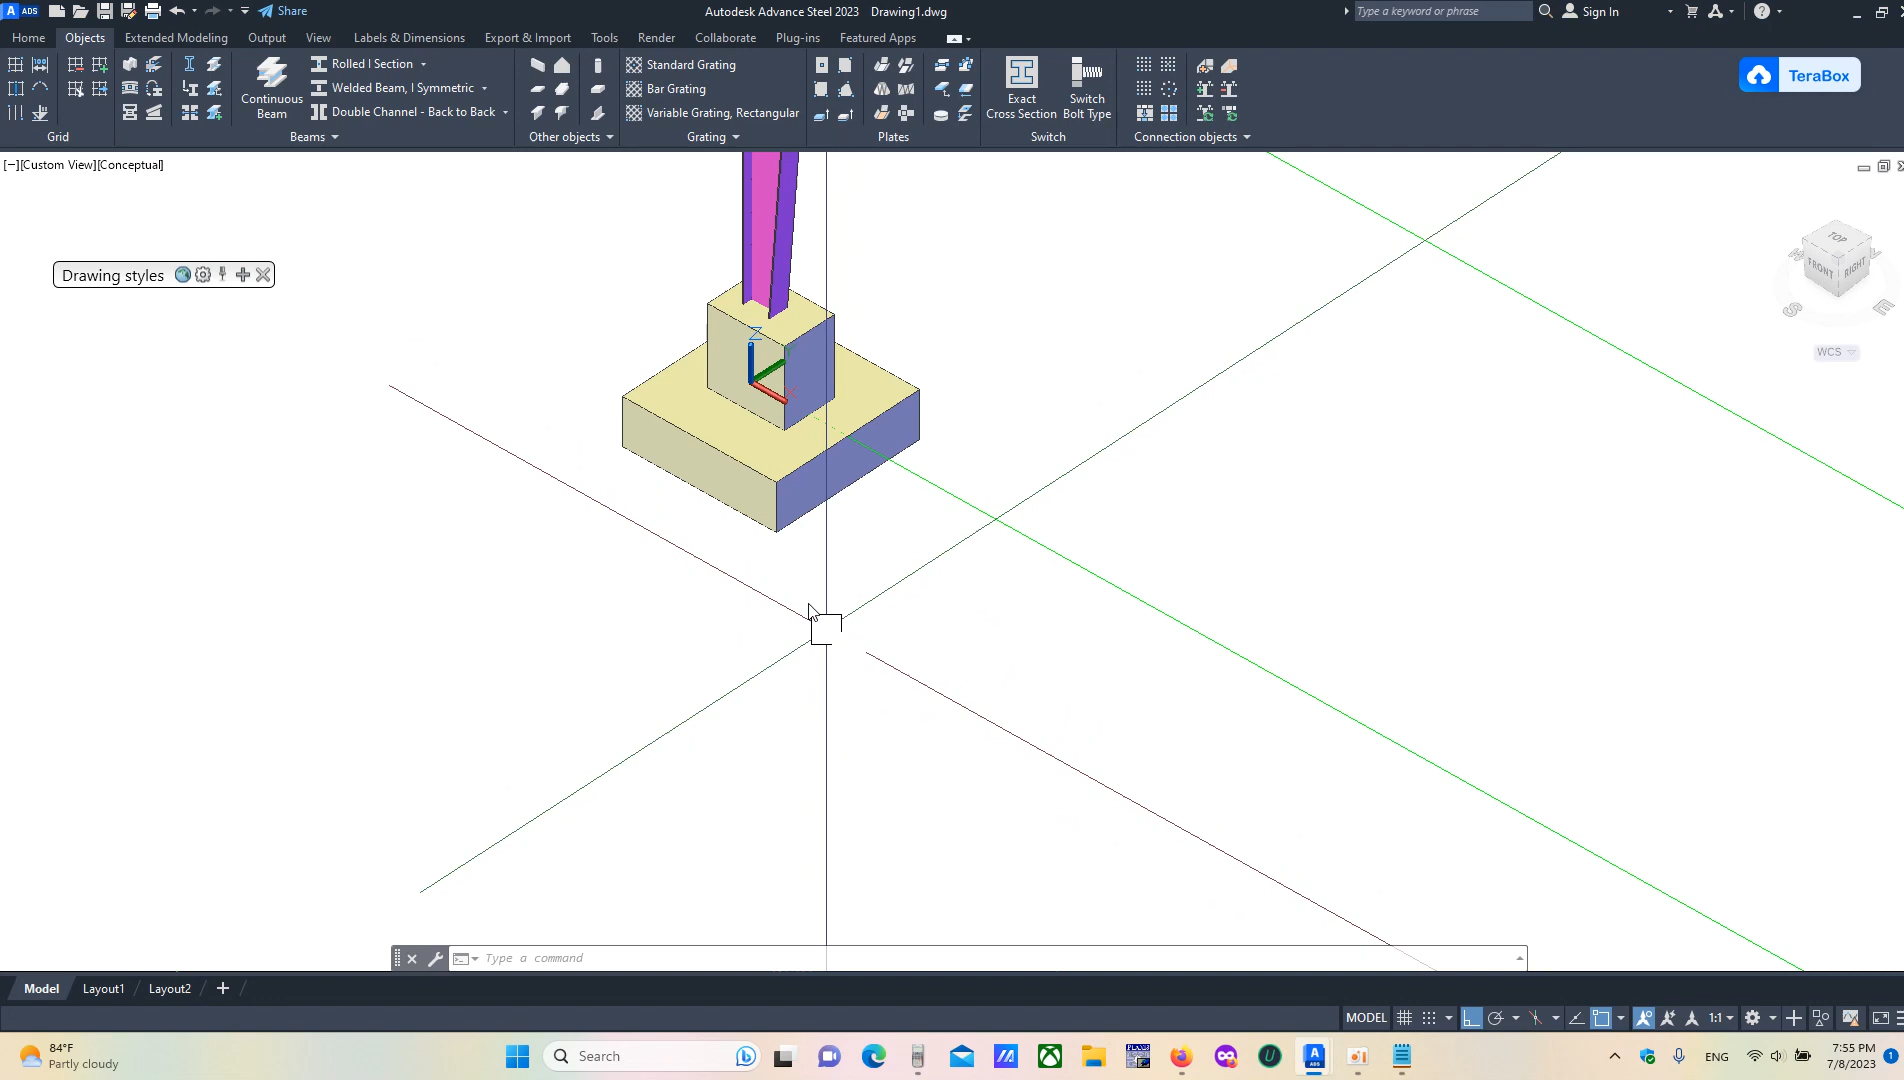 A ADS
Share
Autodesk Advance Steel 2023 Drawing1.dwg
Type a keyword or phrase
Sign In
Home Objects Extended Modeling Output View Labels & Dimensions Export & Import Tools Render Collaborate Plug-ins Featured Apps
Continuous
Beam
Rolled I Section
Welded Beam, I Symmetric
Double Channel - Back to Back
Standard Grating
Bar Grating
Variable Grating, Rectangular
Exact
Cross Section
Switch
Bolt Type
TeraBox
Grid Beams Other objects Grating Plates Switch Connection objects
[−][Custom View][Conceptual]
Drawing styles
TOP
FRONT
RIGHT
S
E
WCS
Z
X
Type a command
Model Layout1 Layout2
MODEL
1:1
84°F
Partly cloudy
Search
ENG
7:55 PM
7/8/2023
1